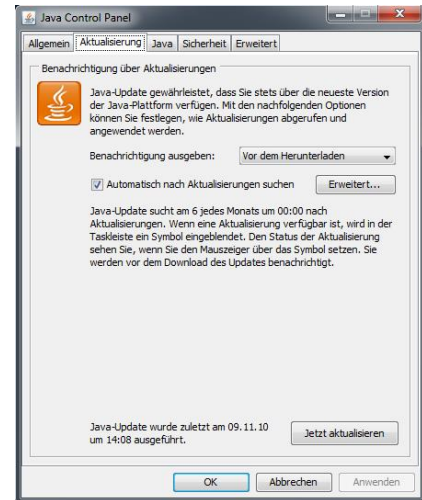 Java Control Panel
Allgemein Aktualisierung Java Sicherheit Erweitert
Benachrichtigung über Aktualisierungen
Java-Update gewährleistet, dass Sie stets über die neueste Version
der Java-Plattform verfügen. Mit den nachfolgenden Optionen
können Sie festlegen, wie Aktualisierungen abgerufen und
angewendet werden.
Benachrichtigung ausgeben: Vor dem Herunterladen
Automatisch nach Aktualisierungen suchen Erweitert...
Java-Update sucht am 6 jedes Monats um 00:00 nach
Aktualisierungen. Wenn eine Aktualisierung verfügbar ist, wird in der
Taskleiste ein Symbol eingeblendet. Den Status der Aktualisierung
sehen Sie, wenn Sie den Mauszeiger über das Symbol setzen. Sie
werden vor dem Download des Updates benachrichtigt.
Java-Update wurde zuletzt am 09.11.10
um 14:08 ausgeführt.
Jetzt aktualisieren
OK Abbrechen Anwenden